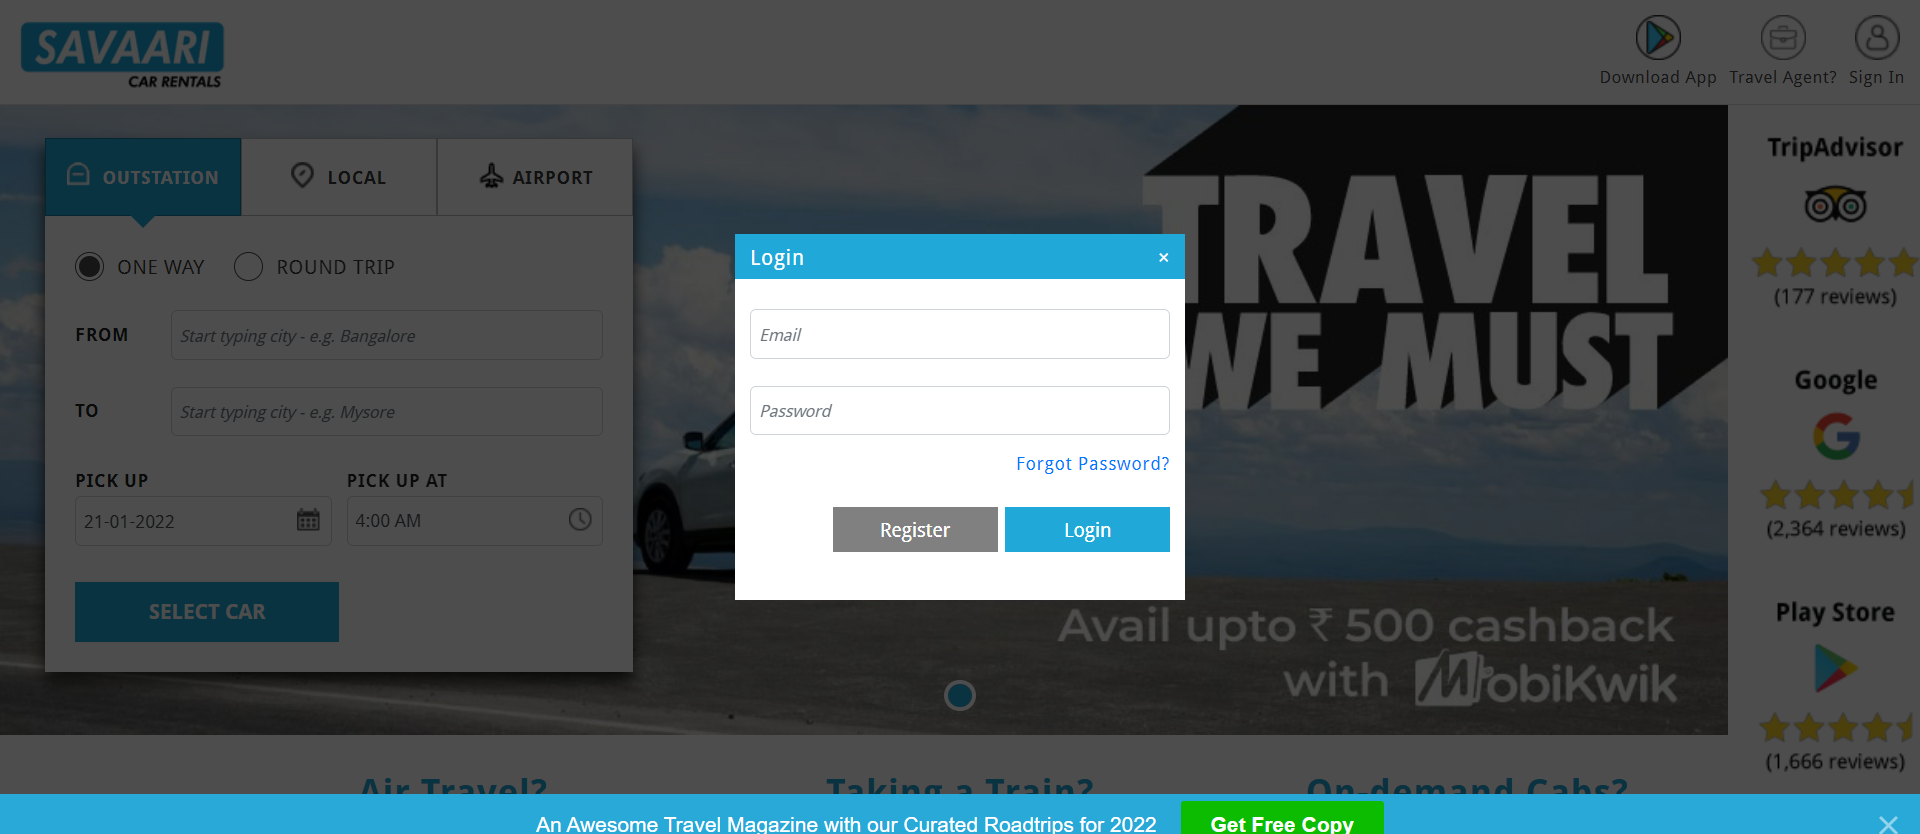 SAVAARI
CAR RENTALS
Download App
Travel Agent?
Sign In
OUTSTATION
LOCAL
AIRPORT
ONE WAY
ROUND TRIP
FROM
Start typing city - e.g. Bangalore
TO
Start typing city - e.g. Mysore
PICK UP
PICK UP AT
21-01-2022
4:00 AM
SELECT CAR
Login
×
Email
Password
Forgot Password?
Register
Login
TRAVEL
WE MUST
Avail upto ₹ 500 cashback
with MobiKwik
TripAdvisor
(177 reviews)
Google
(2,364 reviews)
Play Store
(1,666 reviews)
Air Travel?
Taking a Train?
On-demand Cabs?
An Awesome Travel Magazine with our Curated Roadtrips for 2022
Get Free Copy